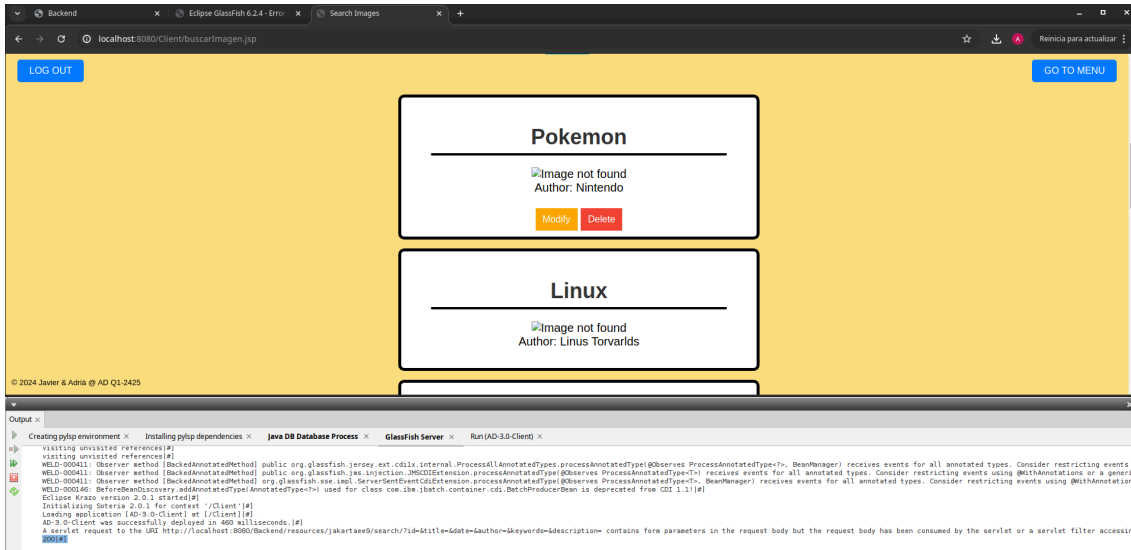 Backend
Eclipse GlassFish 6.2.4 - Error
Search Images
localhost:8080/Client/buscarImagen.jsp
A
Reinicia para actualizar
LOG OUT
GO TO MENU
Pokemon
Image not found
Author: Nintendo
Modify
Delete
Linux
Image not found
Author: Linus Torvarlds
© 2024 Javier & Adrià @ AD Q1-2425
Output
Creating pylsp environment
Installing pylsp dependencies
Java DB Database Process
GlassFish Server
Run (AD-3.0-Client)
visiting unvisited references|#]
visiting unvisited references|#]
WELD-000411: Observer method [BackedAnnotatedMethod] public org.glassfish.jersey.ext.cdi1x.internal.ProcessAllAnnotatedTypes.processAnnotatedType(@Observes ProcessAnnotatedType<?>, BeanManager) receives events for all annotated types. Consider restricting events
WELD-000411: Observer method [BackedAnnotatedMethod] public org.glassfish.jms.injection.JMSCDIExtension.processAnnotatedType(@Observes ProcessAnnotatedType<T>) receives events for all annotated types. Consider restricting events using @WithAnnotations or a generi
WELD-000411: Observer method [BackedAnnotatedMethod] org.glassfish.sse.impl.ServerSentEventCdiExtension.processAnnotatedType(@Observes ProcessAnnotatedType<T>, BeanManager) receives events for all annotated types. Consider restricting events using @WithAnnotation
WELD-000146: BeforeBeanDiscovery.addAnnotatedType(AnnotatedType<?>) used for class com.ibm.jbatch.container.cdi.BatchProducerBean is deprecated from CDI 1.1!|#]
Eclipse Krazo version 2.0.1 started|#]
Initializing Soteria 2.0.1 for context '/Client'|#]
Loading application [AD-3.0-Client] at [/Client]|#]
AD-3.0-Client was successfully deployed in 460 milliseconds.|#]
A servlet request to the URI http://localhost:8080/Backend/resources/jakartaee9/search/?id=&title=&date=&author=&keywords=&description= contains form parameters in the request body but the request body has been consumed by the servlet or a servlet filter accessin
200|#]